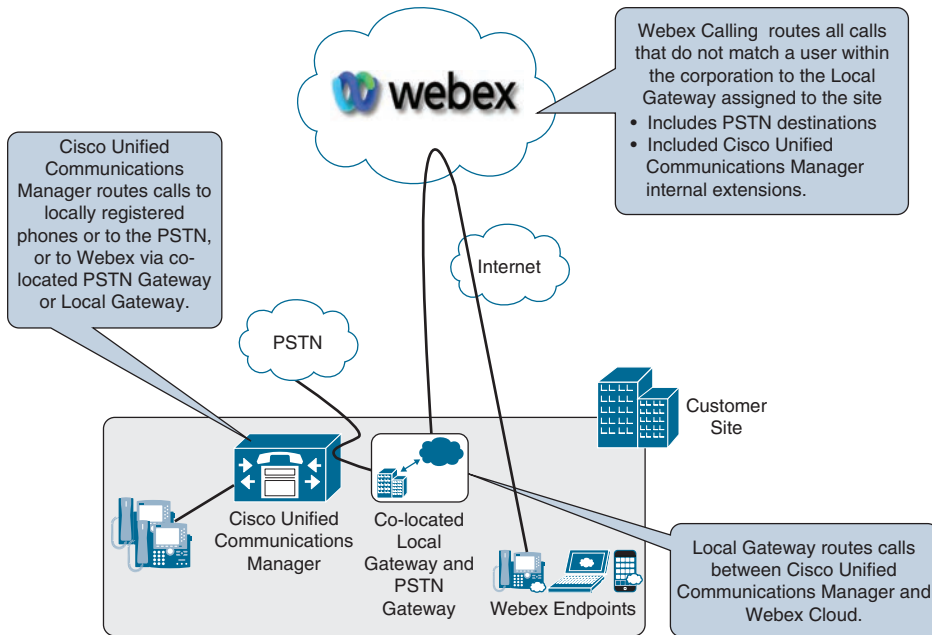 Webex Calling routes all calls
that do not match a user within
the corporation to the Local
Gateway assigned to the site
• Includes PSTN destinations
• Included Cisco Unified
Communications Manager
internal extensions.
webex
Cisco Unified
Communications
Manager routes calls to
locally registered
phones or to the PSTN,
or to Webex via co-
located PSTN Gateway
or Local Gateway.
Internet
PSTN
Customer
Site
Cisco Unified
Communications
Manager
Co-located
Local
Gateway and
PSTN
Gateway
Webex Endpoints
Local Gateway routes calls
between Cisco Unified
Communications Manager and
Webex Cloud.